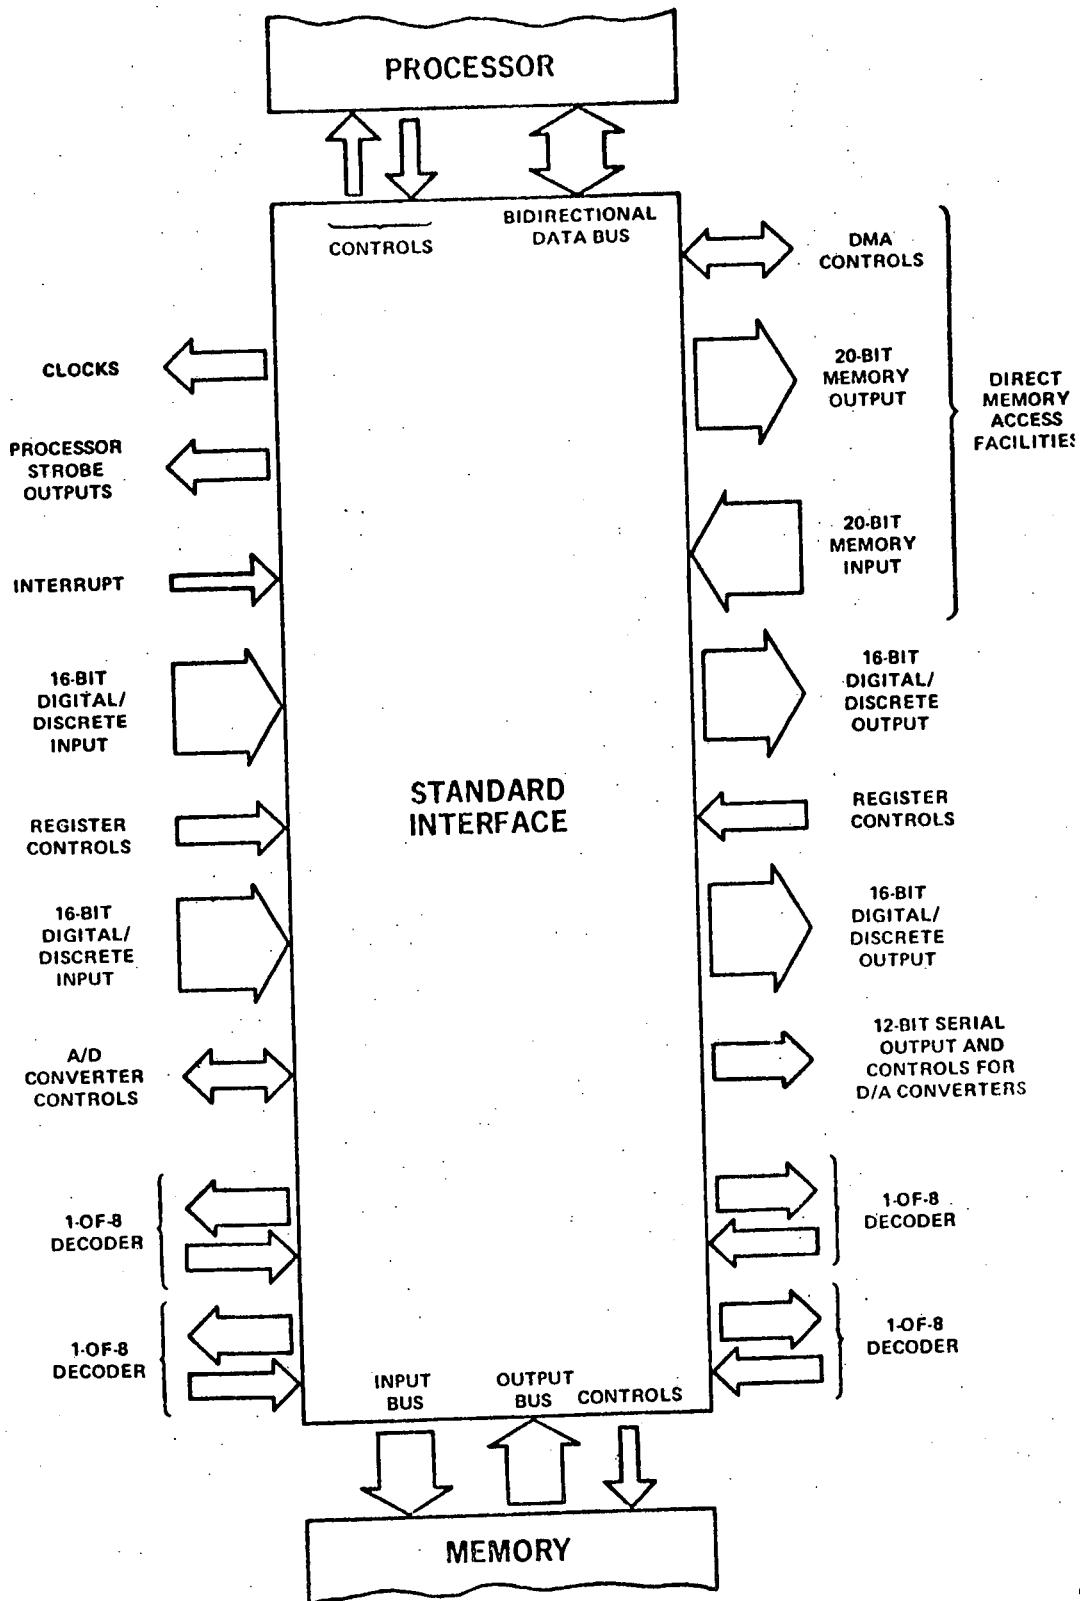 PROCESSOR
CONTROLS
BIDIRECTIONAL
DATA BUS
DMA
CONTROLS
CLOCKS
20-BIT
MEMORY
OUTPUT
DIRECT
MEMORY
ACCESS
FACILITIES
PROCESSOR
STROBE
OUTPUTS
20-BIT
MEMORY
INPUT
INTERRUPT
16-BIT
DIGITAL/
DISCRETE
INPUT
16-BIT
DIGITAL/
DISCRETE
OUTPUT
STANDARD
INTERFACE
REGISTER
CONTROLS
REGISTER
CONTROLS
16-BIT
DIGITAL/
DISCRETE
INPUT
16-BIT
DIGITAL/
DISCRETE
OUTPUT
A/D
CONVERTER
CONTROLS
12-BIT SERIAL
OUTPUT AND
CONTROLS FOR
D/A CONVERTERS
1-OF-8
DECODER
1-OF-8
DECODER
1-OF-8
DECODER
1-OF-8
DECODER
INPUT
BUS
OUTPUT
BUS
CONTROLS
MEMORY